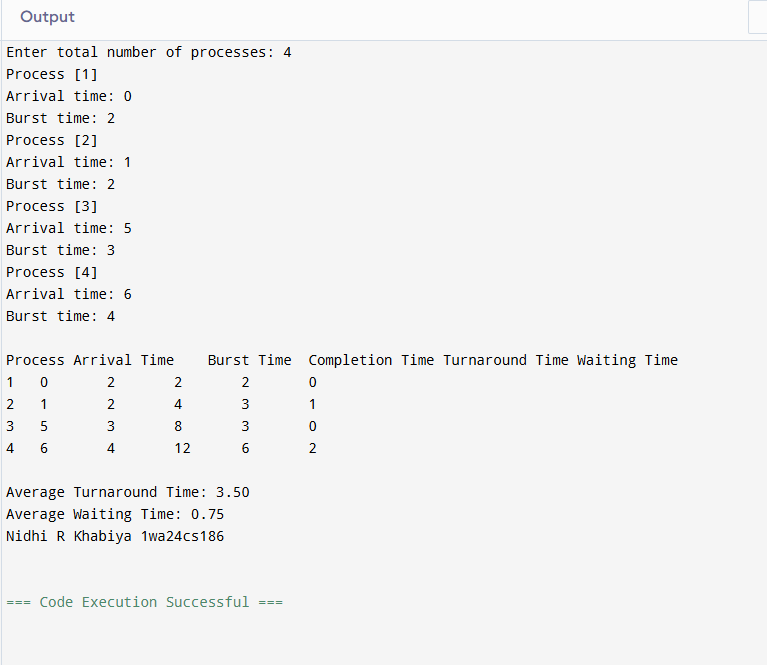 Output
Enter total number of processes: 4
Process [1]
Arrival time: 0
Burst time: 2
Process [2]
Arrival time: 1
Burst time: 2
Process [3]
Arrival time: 5
Burst time: 3
Process [4]
Arrival time: 6
Burst time: 4
Process Arrival Time    Burst Time  Completion Time Turnaround Time Waiting Time
1   0       2       2       2       0
2   1       2       4       3       1
3   5       3       8       3       0
4   6       4       12      6       2
Average Turnaround Time: 3.50
Average Waiting Time: 0.75
Nidhi R Khabiya 1wa24cs186
=== Code Execution Successful ===